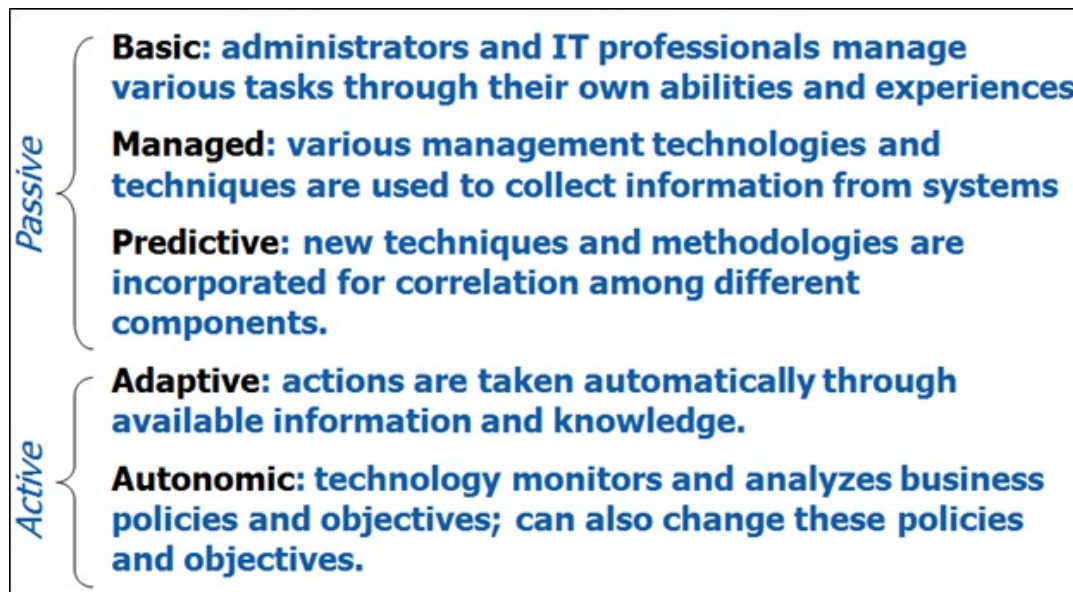 Passive
Basic: administrators and IT professionals manage
various tasks through their own abilities and experiences
Managed: various management technologies and
techniques are used to collect information from systems
Predictive: new techniques and methodologies are
incorporated for correlation among different
components.
Active
Adaptive: actions are taken automatically through
available information and knowledge.
Autonomic: technology monitors and analyzes business
policies and objectives; can also change these policies
and objectives.